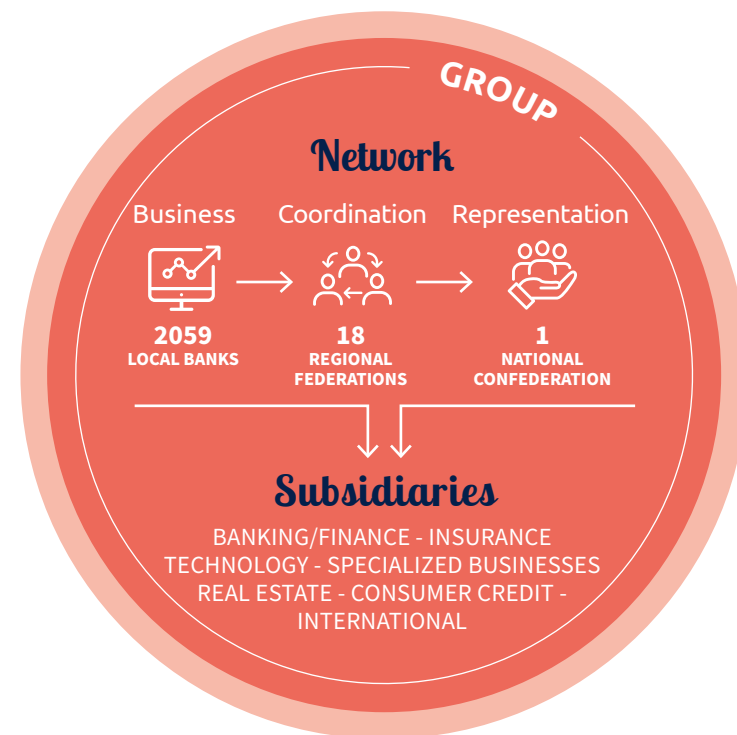 GROUP
Network
Business Coordination Representation
2059 18 1
LOCAL BANKS REGIONAL NATIONAL
FEDERATIONS CONFEDERATION
Subsidiaries
BANKING/FINANCE - INSURANCE
TECHNOLOGY - SPECIALIZED BUSINESSES
REAL ESTATE - CONSUMER CREDIT -
INTERNATIONAL